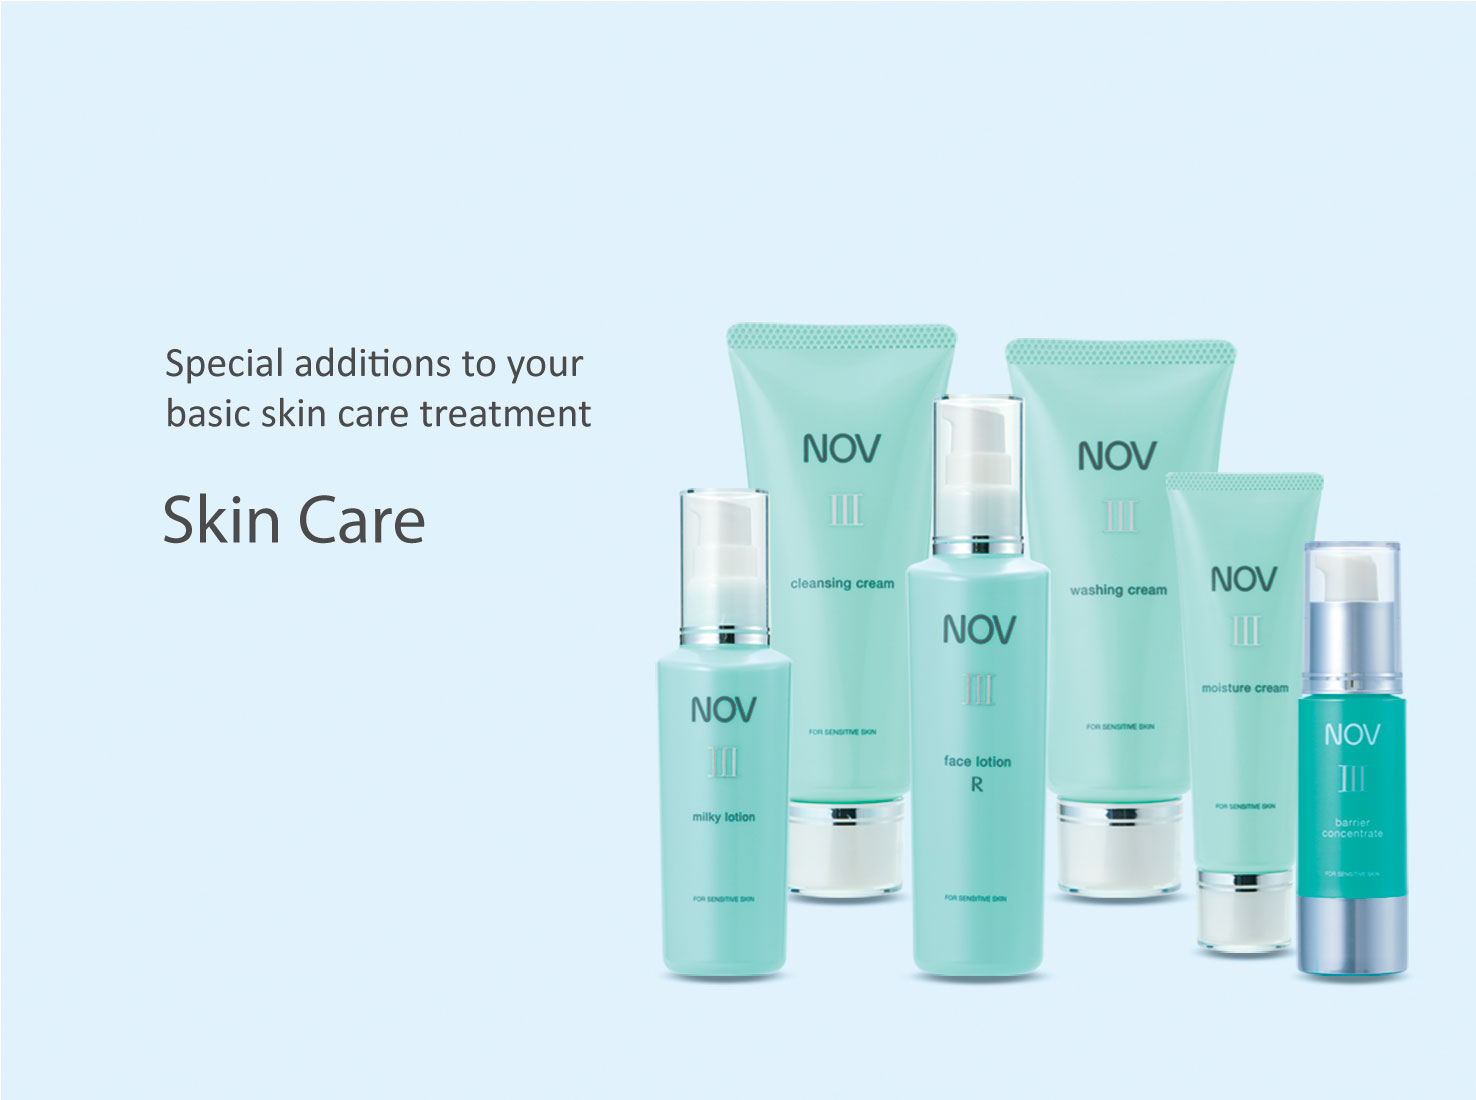 Special additions to your
basic skin care treatment
Skin Care
NOV
III
milky lotion
FOR SENSITIVE SKIN
NOV
III
cleansing cream
FOR SENSITIVE SKIN
NOV
III
face lotion
R
FOR SENSITIVE SKIN
NOV
III
washing cream
FOR SENSITIVE SKIN
NOV
III
moisture cream
FOR SENSITIVE SKIN
NOV
III
barrier
concentrate
FOR SENSITIVE SKIN